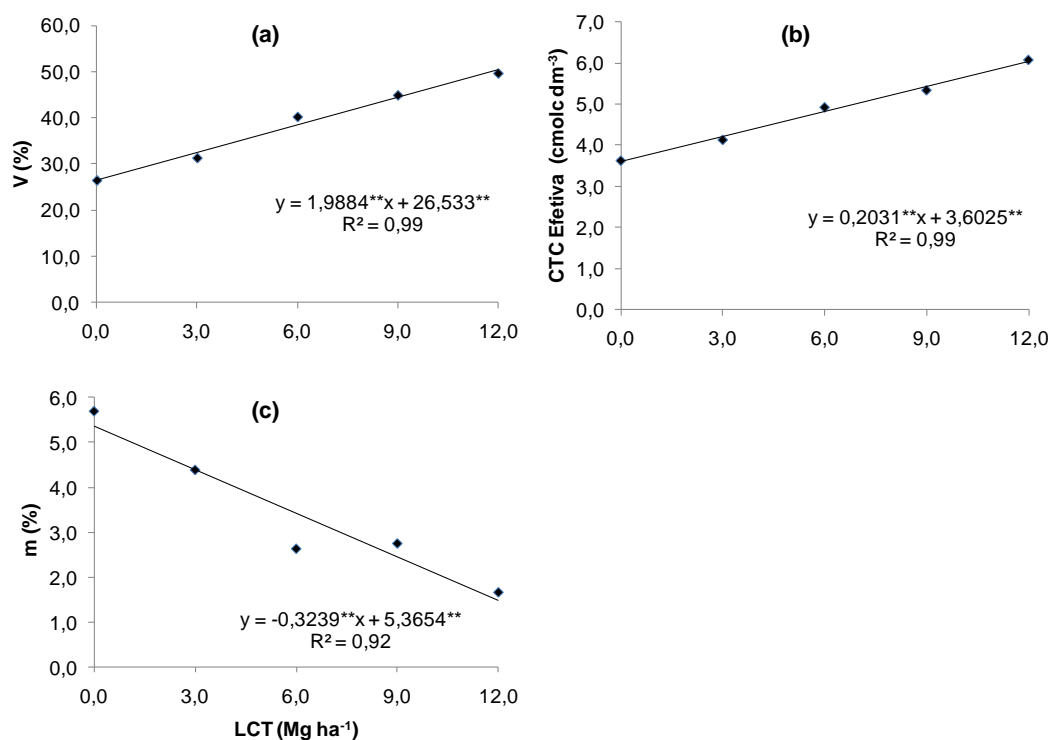 (a)
60,0
50,0
40,0
30,0
20,0
10,0
0,0
V (%)
y = 1,9884**x + 26,533**
R² = 0,99
0,0 3,0 6,0 9,0 12,0
(b)
7,0
6,0
5,0
4,0
3,0
2,0
1,0
0,0
CTC Efetiva (cmolc dm⁻³)
y = 0,2031**x + 3,6025**
R² = 0,99
0,0 3,0 6,0 9,0 12,0
(c)
6,0
5,0
4,0
3,0
2,0
1,0
0,0
m (%)
y = -0,3239**x + 5,3654**
R² = 0,92
0,0 3,0 6,0 9,0 12,0
LCT (Mg ha⁻¹)